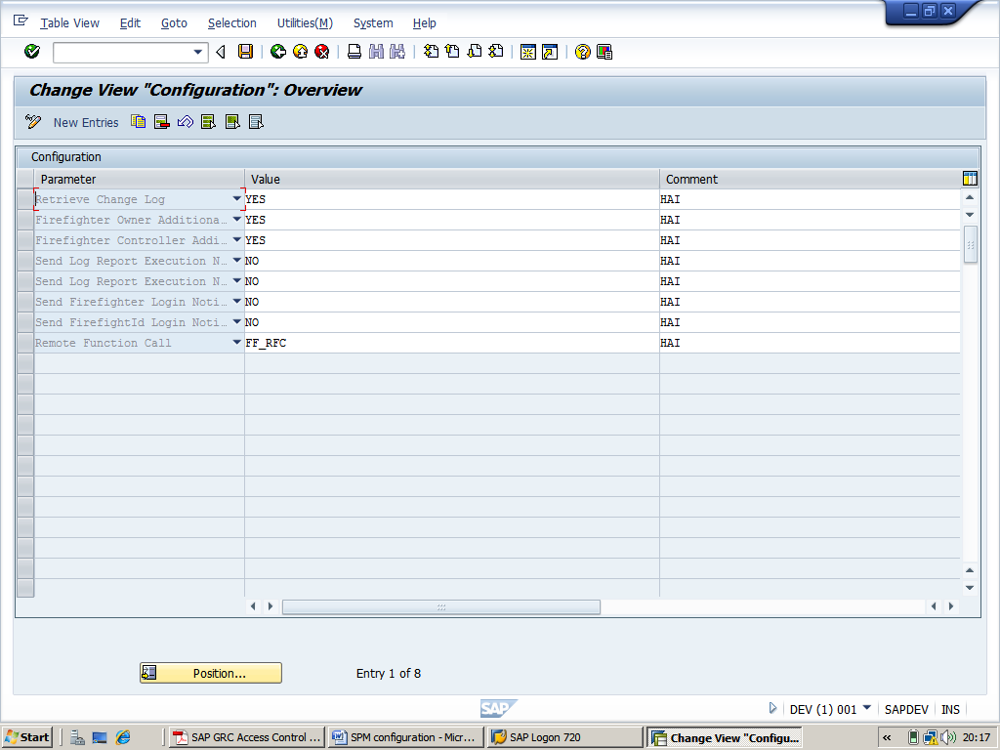 Table View Edit Goto Selection Utilities(M) System Help
Change View "Configuration": Overview
New Entries
Configuration
Parameter Value Comment
Retrieve Change Log YES HAI
Firefighter Owner Additiona… YES HAI
Firefighter Controller Addi… YES HAI
Send Log Report Execution N… NO HAI
Send Log Report Execution N… NO HAI
Send Firefighter Login Noti… NO HAI
Send FirefightId Login Noti… NO HAI
Remote Function Call FF_RFC HAI
Position... Entry 1 of 8
SAP
DEV (1) 001 SAPDEV INS
Start SAP GRC Access Control ... SPM configuration - Micr... SAP Logon 720 Change View "Configu... « 20:17